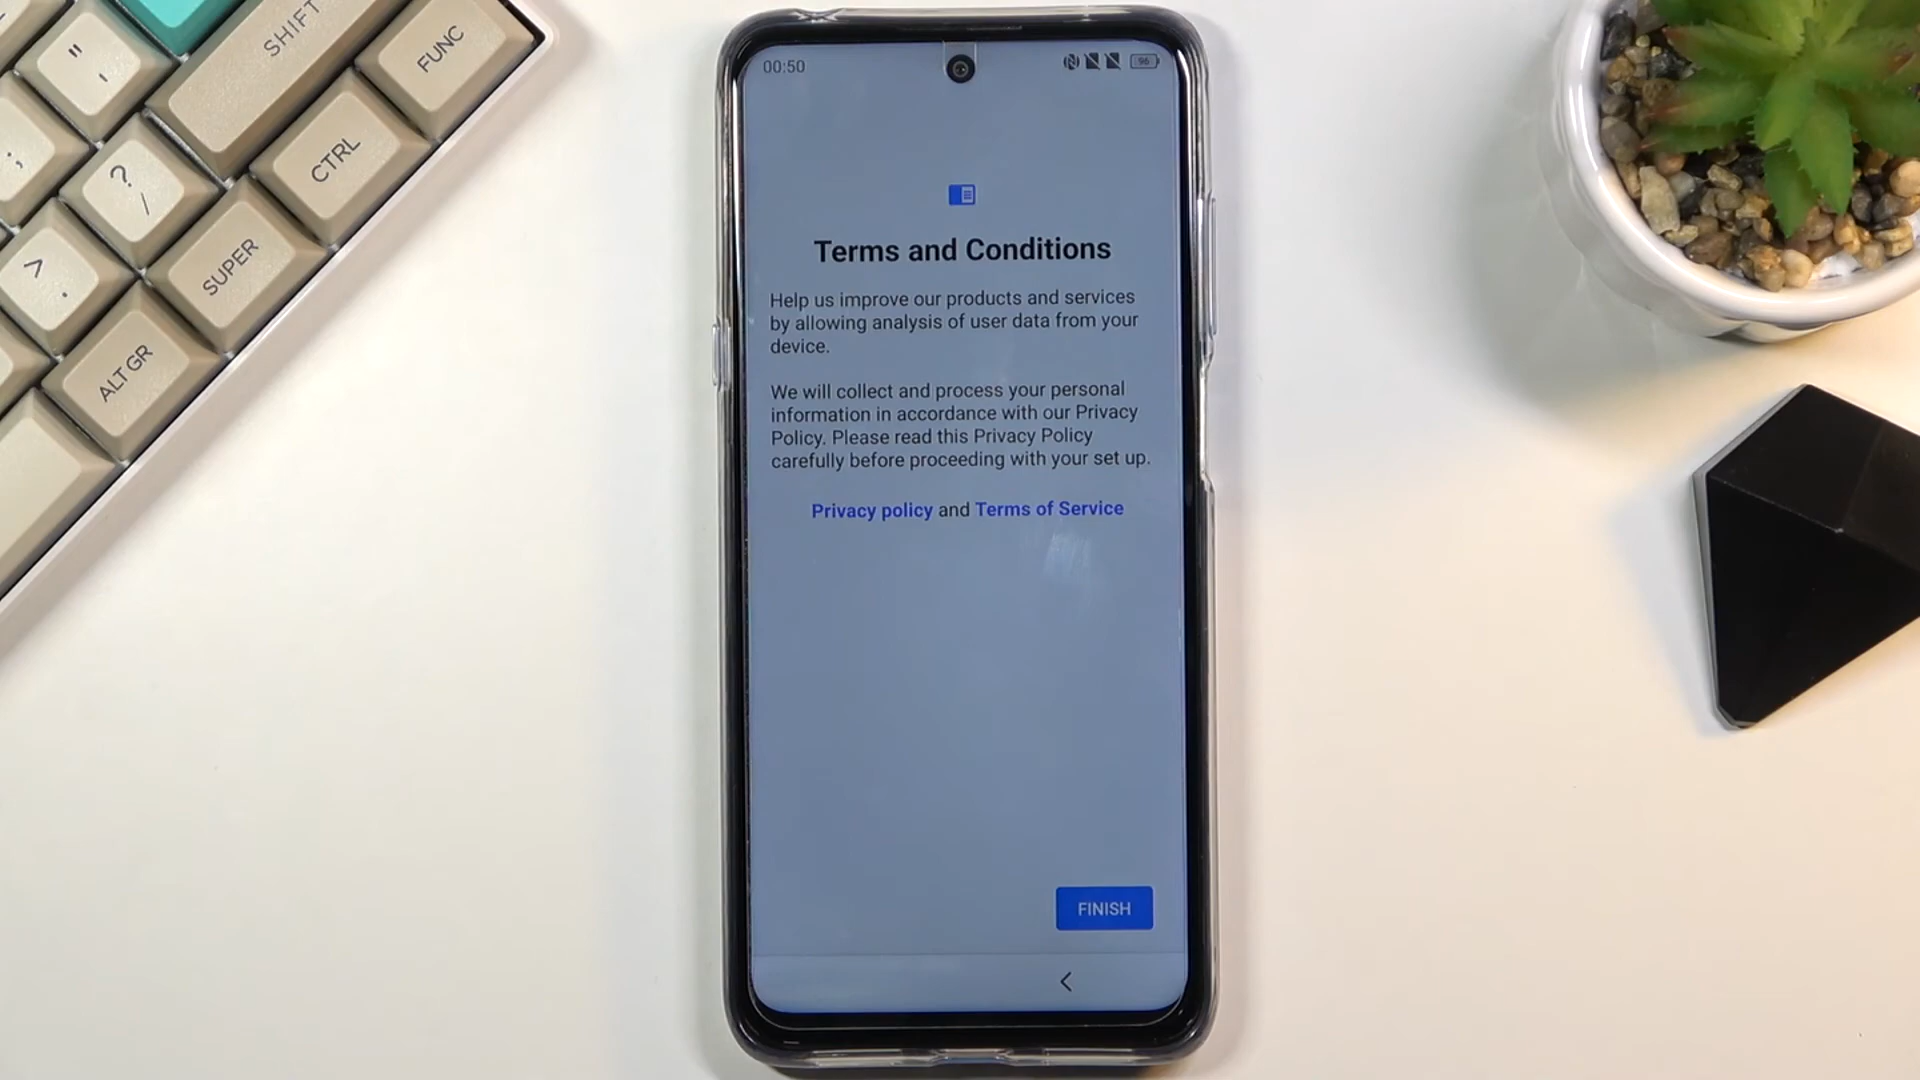 "
'
SHIFT
FUNC
;
:
?
/
CTRL
>
.
SUPER
ALT GR
00:50
96
Terms and Conditions
Help us improve our products and services
by allowing analysis of user data from your
device.
We will collect and process your personal
information in accordance with our Privacy
Policy. Please read this Privacy Policy
carefully before proceeding with your set up.
Privacy policy and Terms of Service
FINISH